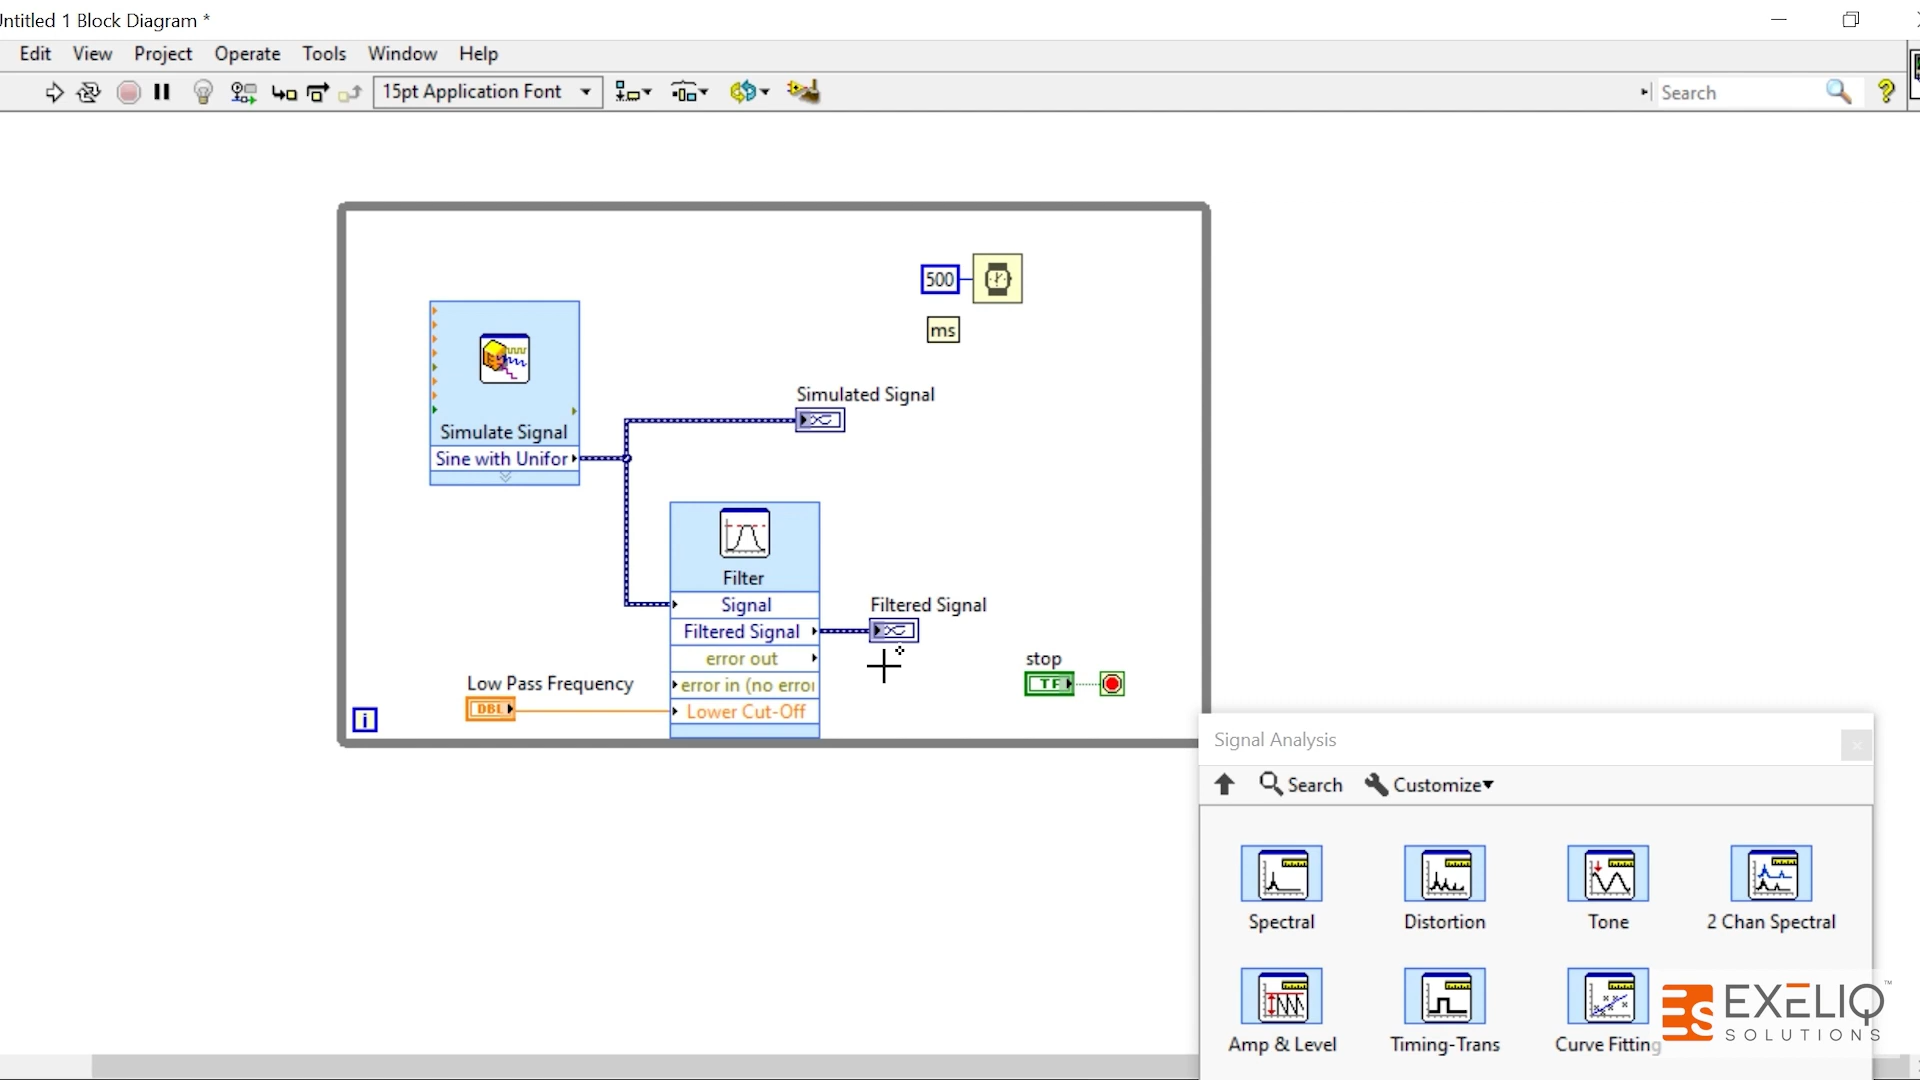 ntitled 1 Block Diagram *
Edit View Project Operate Tools Window Help
15pt Application Font
Search
?
500
ms
Simulated Signal
Simulate Signal
Sine with Unifor
Filter
Signal
Filtered Signal
Filtered Signal
error out
error in (no erroı
Lower Cut-Off
Low Pass Frequency
DBL
stop
TF
i
Signal Analysis
Search Customize
Spectral Distortion Tone 2 Chan Spectral
Amp & Level Timing-Trans Curve Fitting
EXELIQ™
SOLUTIONS